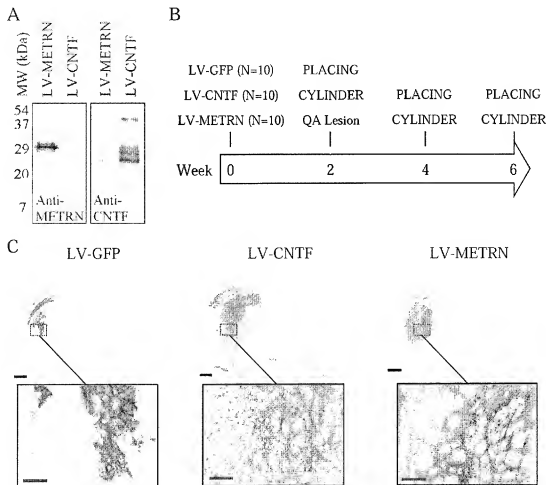 A
MW (kDa)
LV-METRN
LV-CNTF
LV-METRN
LV-CNTF
54
37
29
20
7
Anti-
METRN
Anti-
CNTF
B
LV-GFP (N=10) PLACING
LV-CNTF (N=10) CYLINDER PLACING PLACING
LV-METRN (N=10) QA Lesion CYLINDER CYLINDER
Week 0 2 4 6
C
LV-GFP LV-CNTF LV-METRN